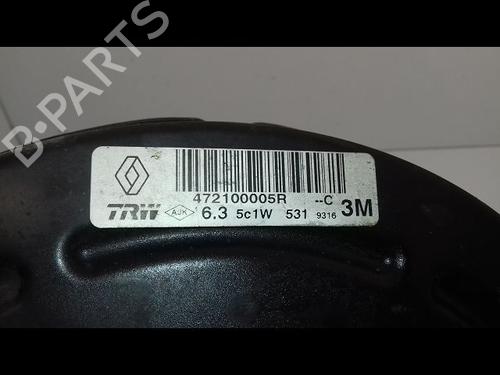 B-PARTS
472100005R --C
TRW AJK 6.3 5c1W 531 9316 3M